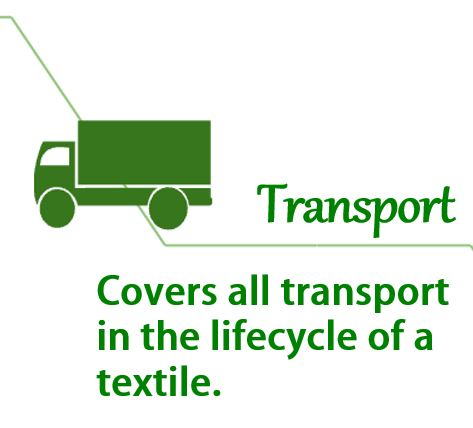 Transport
Covers all transport
in the lifecycle of a
textile.